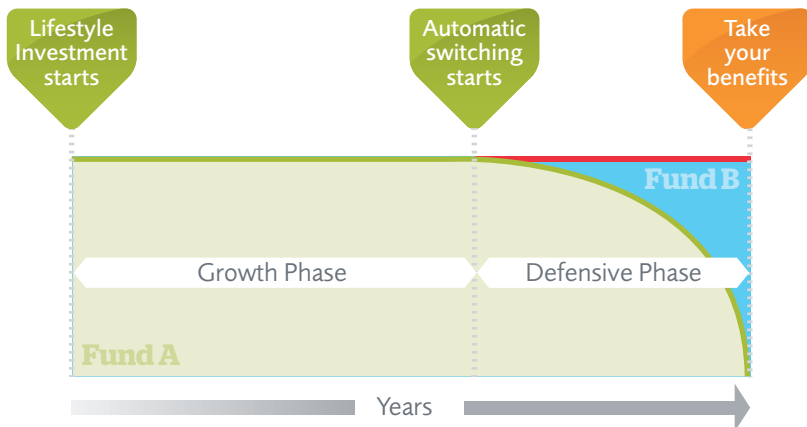 Lifestyle
Investment
starts
Automatic
switching
starts
Take
your
benefits
Fund B
Growth Phase
Defensive Phase
Fund A
Years